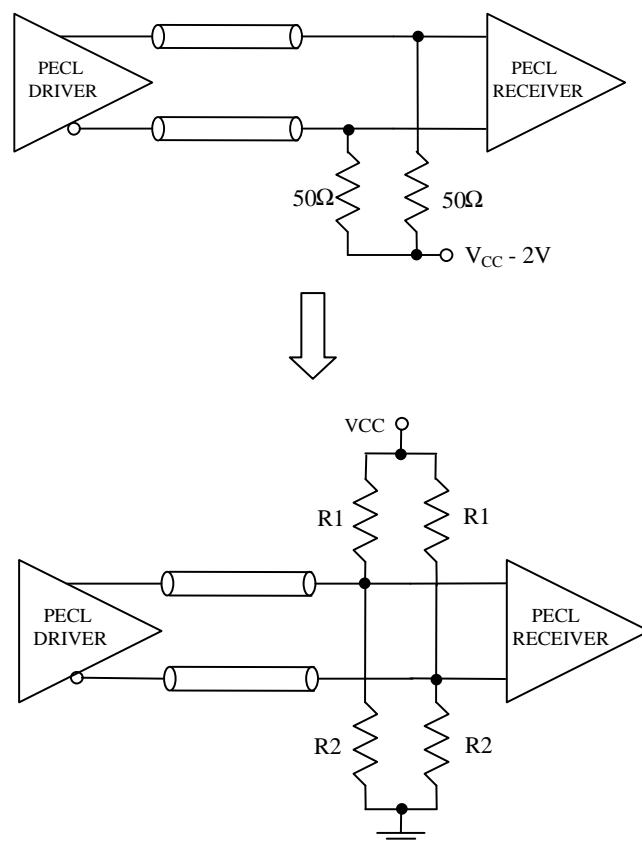 PECL
DRIVER
PECL
RECEIVER
50Ω
50Ω
VCC - 2V
VCC
R1
R1
PECL
DRIVER
PECL
RECEIVER
R2
R2